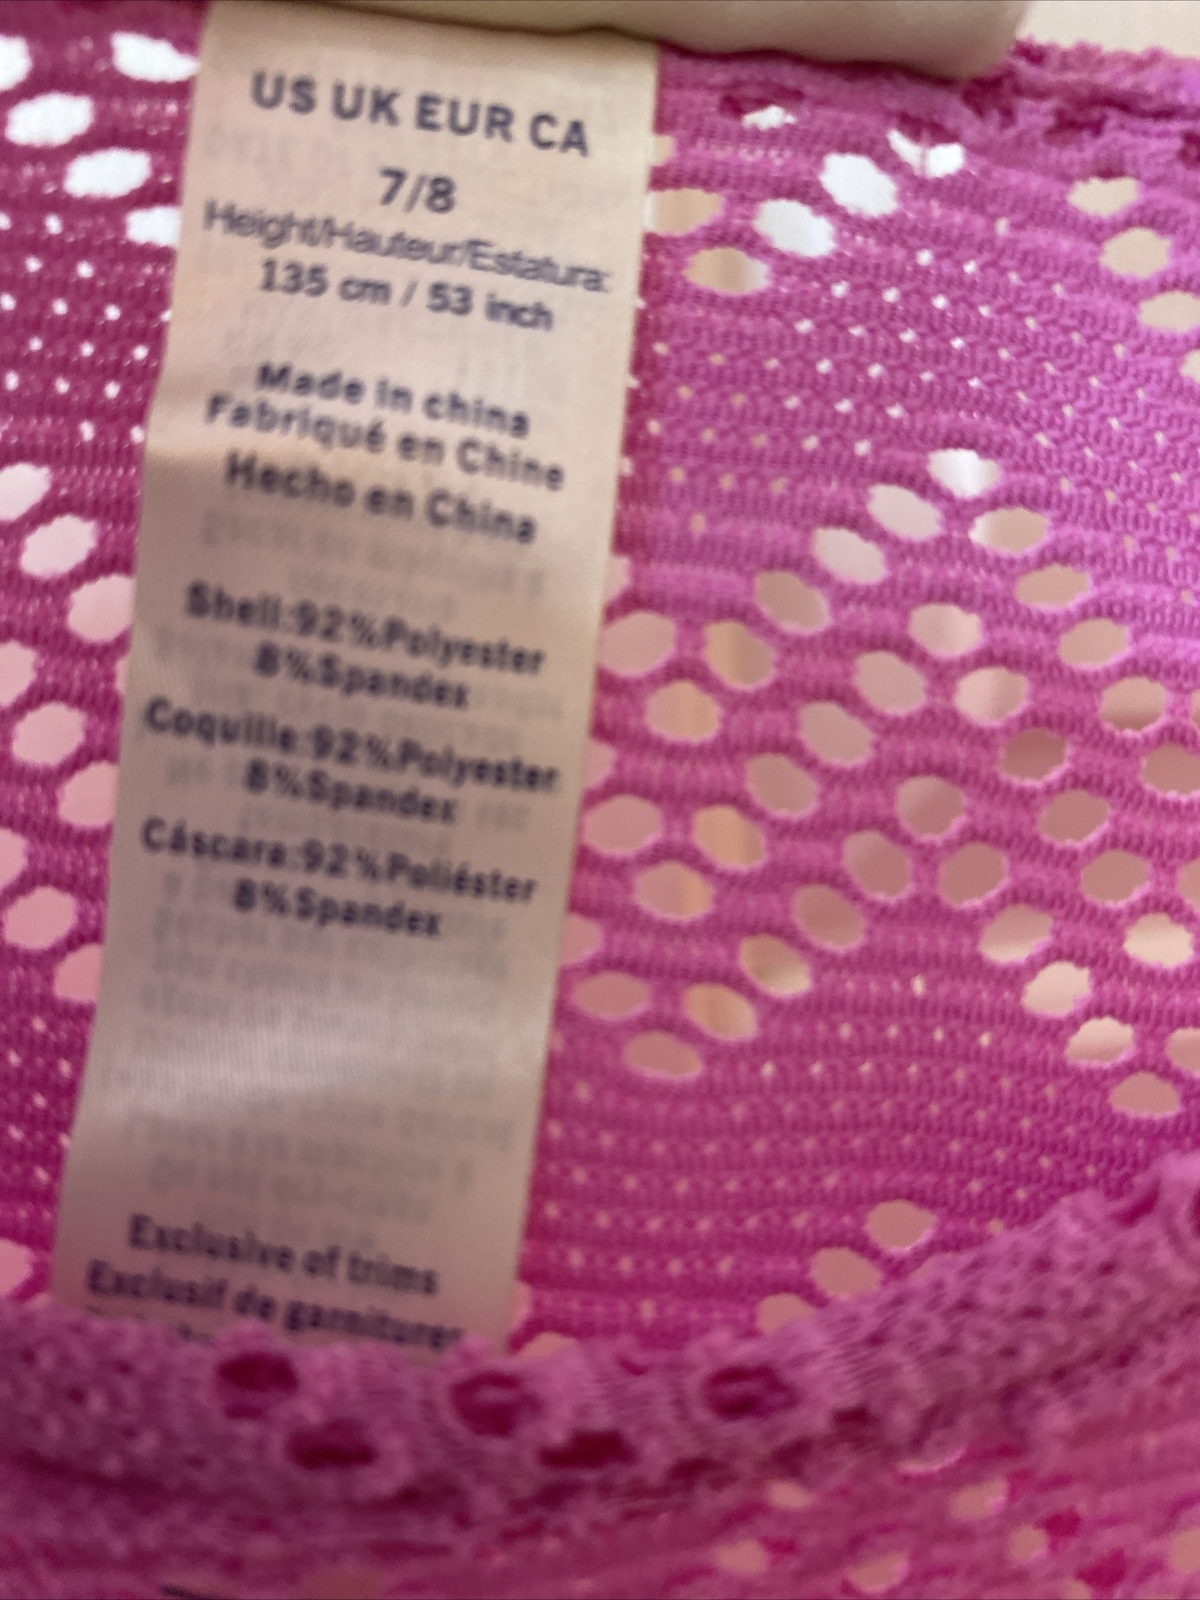 US UK EUR CA
7/8
Height/Hauteur/Estatura:
135 cm / 53 inch
Made in china
Fabriqué en Chine
Hecho en China
Shell:92%Polyester
8%Spandex
Coquille:92%Polyester
8%Spandex
Cáscara:92%Poliéster
8%Spandex
Exclusive of trims
Exclusif de garnitures